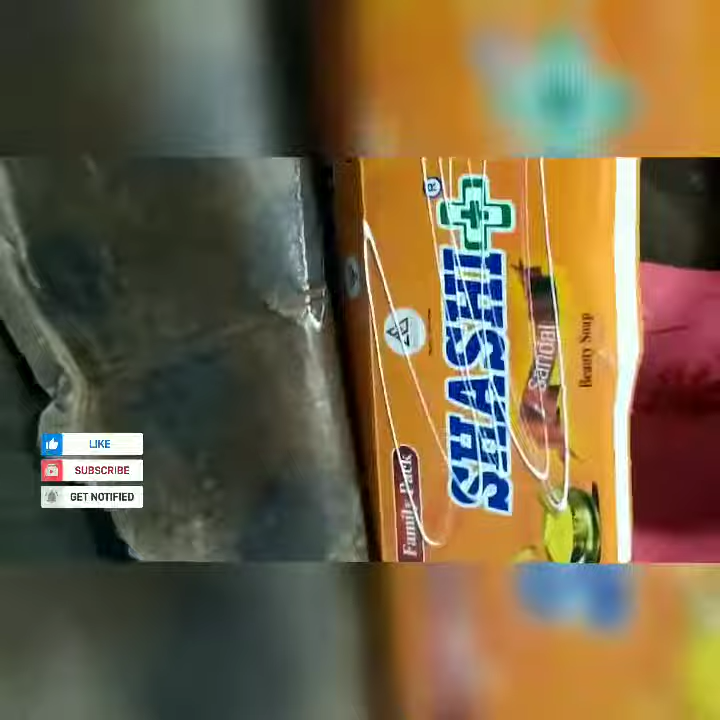 SHASHI
®
Sandal
Beauty Soap
Family Pack
LIKE
SUBSCRIBE
GET NOTIFIED